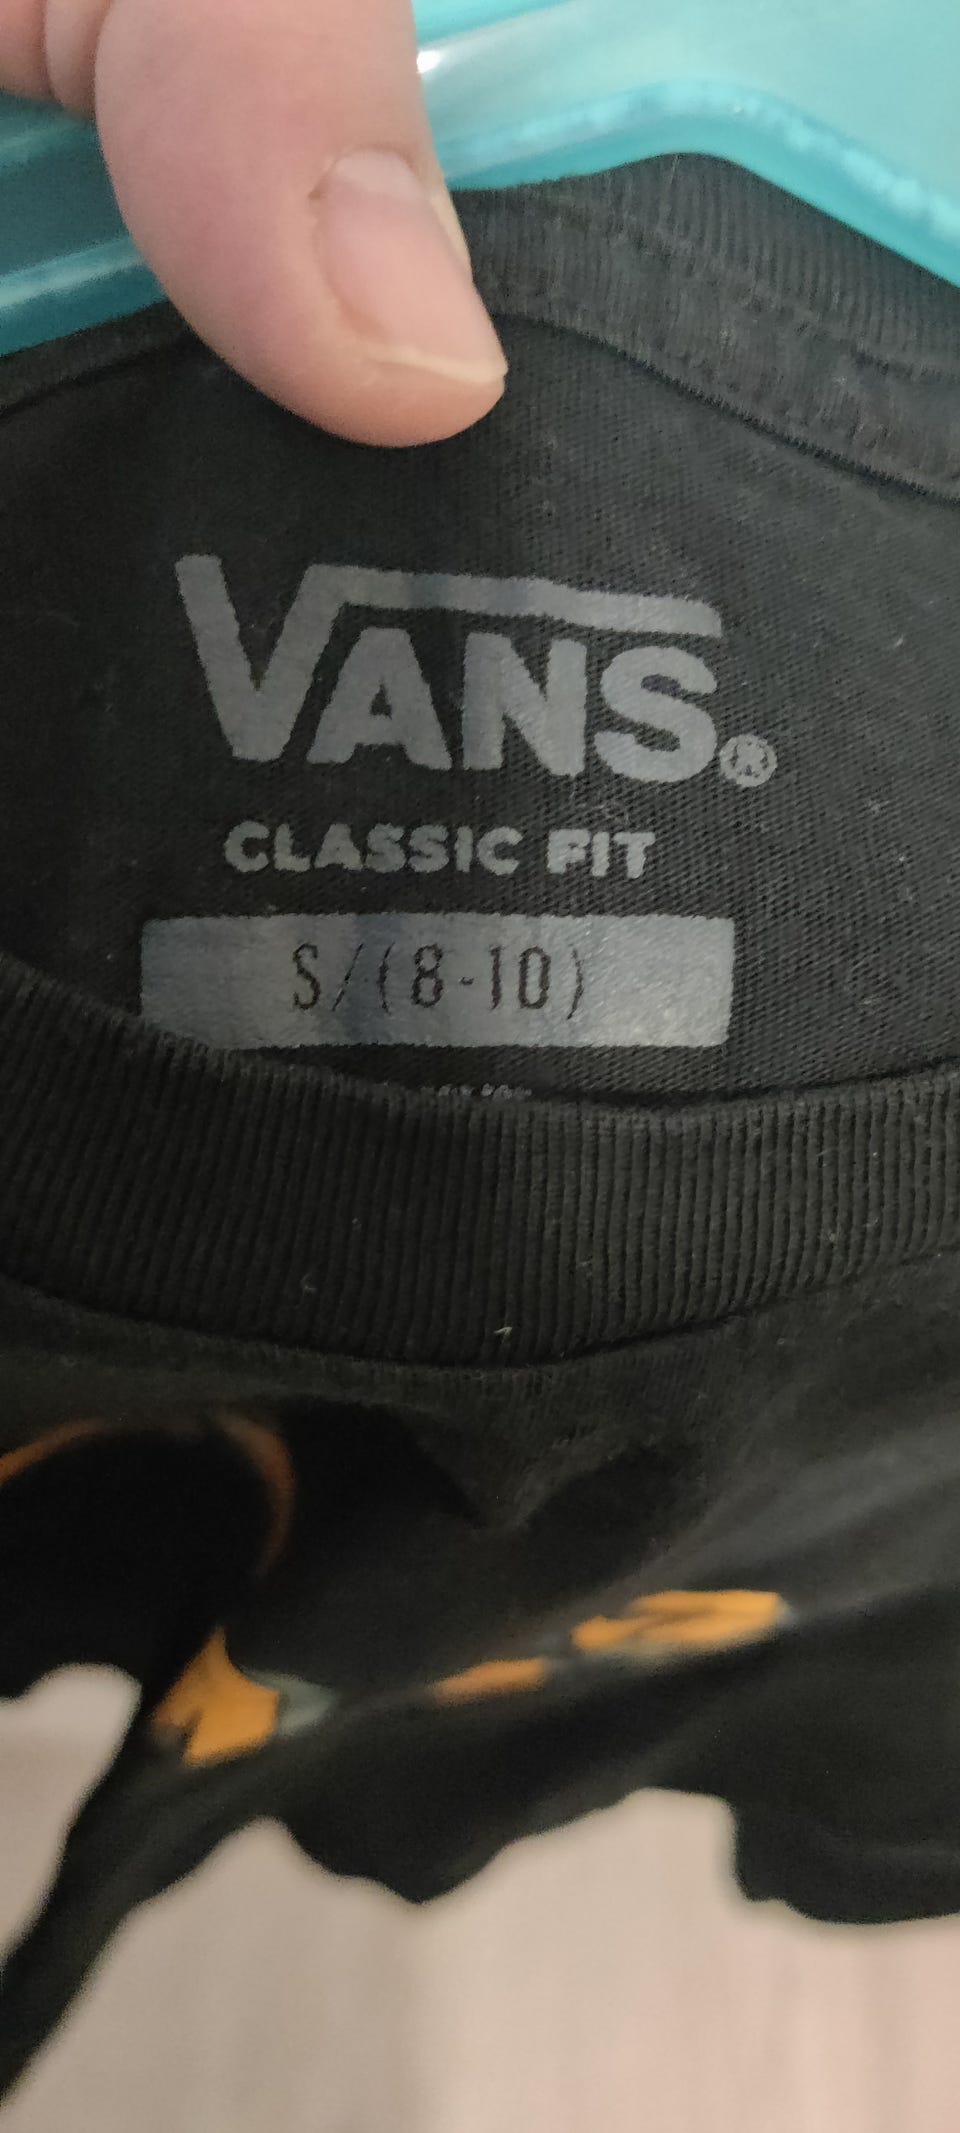 VANS®
CLASSIC FIT
S/(8-10)